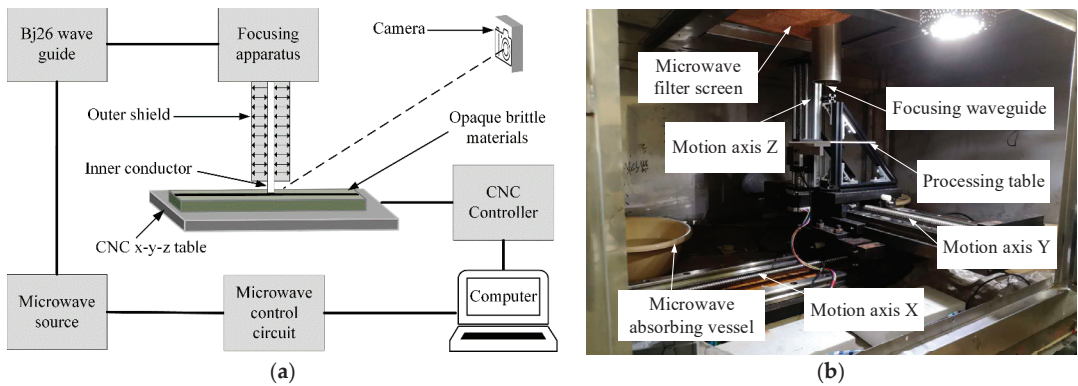 Bj26 wave
guide
Focusing
apparatus
Camera
Outer shield
Opaque brittle
materials
Inner conductor
CNC x-y-z table
CNC
Controller
Microwave
source
Microwave
control
circuit
Computer
(a)
Microwave
filter screen
Focusing waveguide
Motion axis Z
Processing table
Motion axis Y
Microwave
absorbing vessel
Motion axis X
(b)